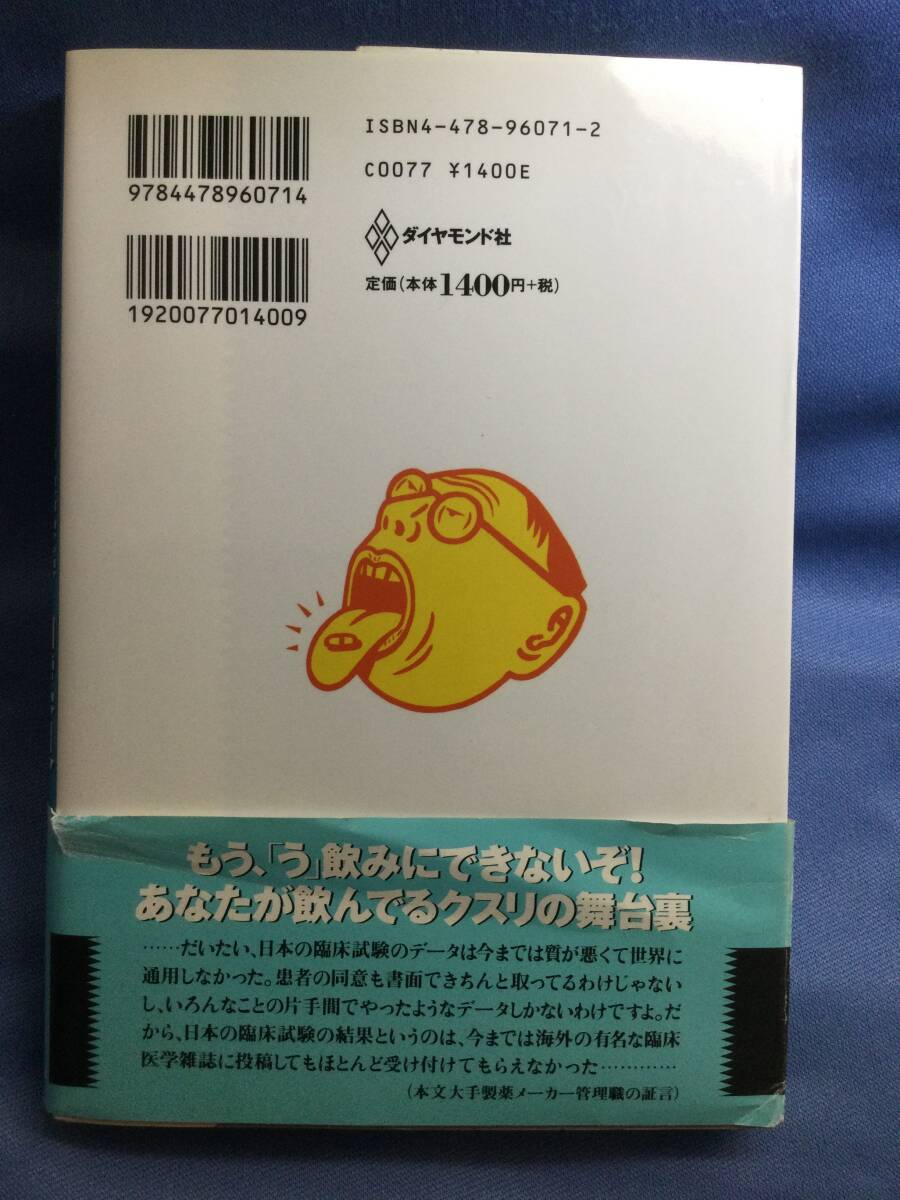 ISBN4-478-96071-2
C0077 ¥1400E
9784478960714
ダイヤモンド社
定価(本体1400円+税)
1920077014009
もう、「う」飲みにできないぞ!
あなたが飲んでるクスリの舞台裏
……だいたい、日本の臨床試験のデータは今までは質が悪くて世界に
通用しなかった。患者の同意も書面できちんと取ってるわけじゃない
し、いろんなことの片手間でやったようなデータしかないわけですよ。だ
から、日本の臨床試験の結果というのは、今までは海外の有名な臨床
医学雑誌に投稿してもほとんど受け付けてもらえなかった…………
(本文大手製薬メーカー管理職の証言)